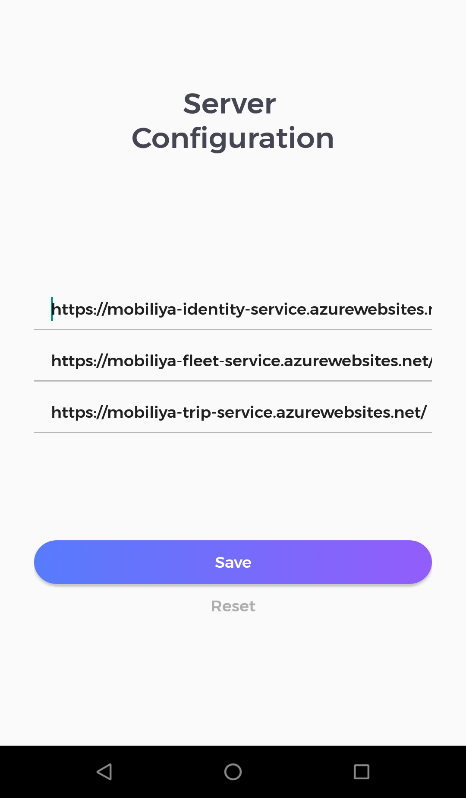 Server
Configuration
https://mobiliya-identity-service.azurewebsites.
https://mobiliya-fleet-service.azurewebsites.net/
https://mobiliya-trip-service.azurewebsites.net/
Save
Reset